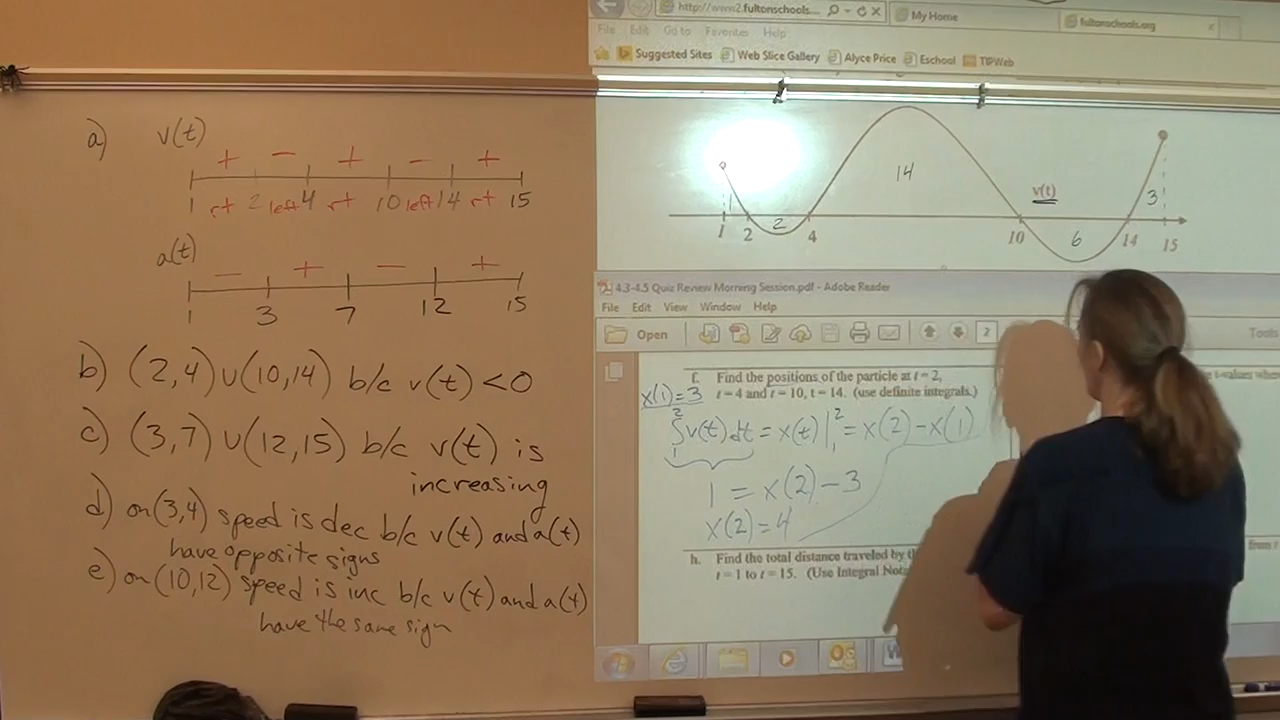 http://www2.fultonschools...
My Home
fultonschools.org
File Edit Go to Favorites Help
Suggested Sites Web Slice Gallery Alyce Price Eschool TIPWeb
a) v(t)
+ − + − +
1 rt 2 left 4 rt 10 left 14 rt 15
a(t)
− + − +
1 3 7 12 15
b) (2,4) ∪ (10,14) b/c v(t) < 0
c) (3,7) ∪ (12,15) b/c v(t) is
increasing
d) on (3,4) speed is dec b/c v(t) and a(t)
have opposite signs
e) on (10,12) speed is inc b/c v(t) and a(t)
have the same sign
14
v(t)
1 2 6 3
1 2 4 10 14 15
4.3-4.5 Quiz Review Morning Session.pdf - Adobe Reader
File Edit View Window Help
Open 2 Tools
f. Find the positions of the particle at t = 2,
t = 4 and t = 10, t = 14. (use definite integrals.)
t-values where
x(1)=3
∫₁² v(t) dt = x(t) |₁² = x(2) − x(1)
1 = x(2) − 3
x(2) = 4
h. Find the total distance traveled by
t = 1 to t = 15. (Use Integral
from t